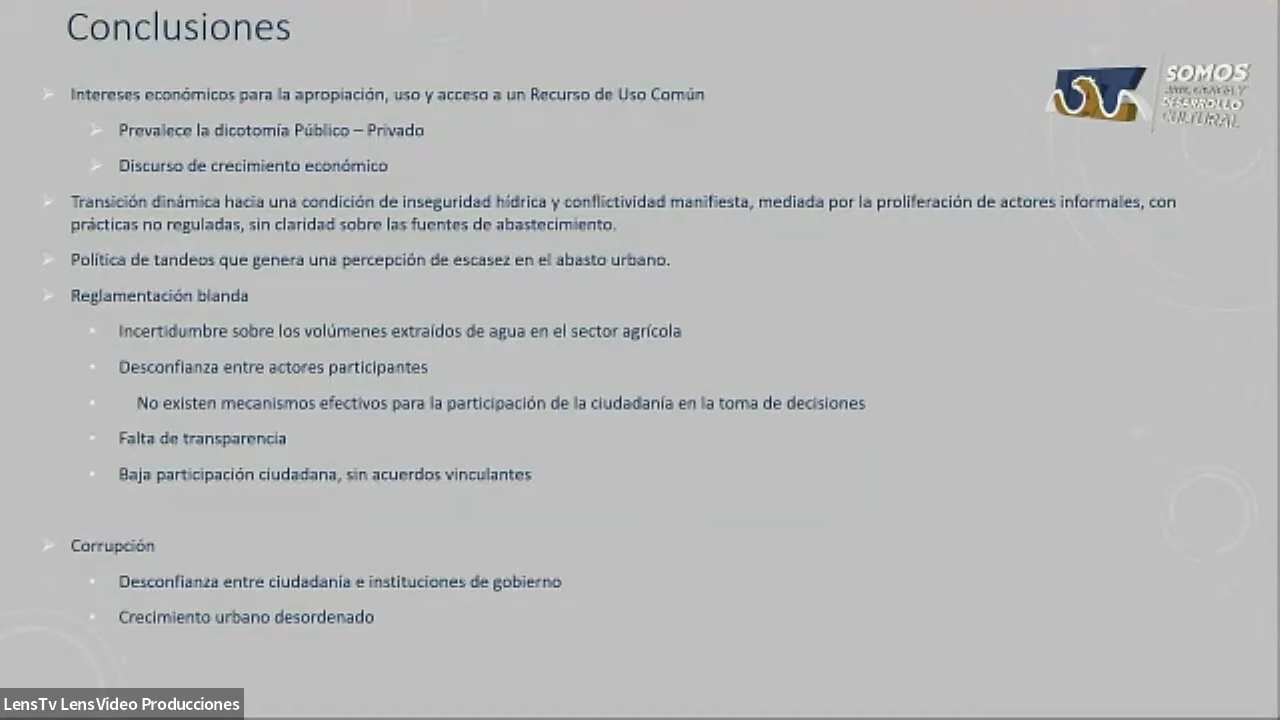 Conclusiones
SOMOS
DESARROLLO
CULTURAL
Intereses económicos para la apropiación, uso y acceso a un Recurso de Uso Común
Prevalece la dicotomía Público – Privado
Discurso de crecimiento económico
Transición dinámica hacia una condición de inseguridad hídrica y conflictividad manifiesta, mediada por la proliferación de actores informales, con
prácticas no reguladas, sin claridad sobre las fuentes de abastecimiento.
Política de tandeos que genera una percepción de escasez en el abasto urbano.
Reglamentación blanda
Incertidumbre sobre los volúmenes extraídos de agua en el sector agrícola
Desconfianza entre actores participantes
No existen mecanismos efectivos para la participación de la ciudadanía en la toma de decisiones
Falta de transparencia
Baja participación ciudadana, sin acuerdos vinculantes
Corrupción
Desconfianza entre ciudadanía e instituciones de gobierno
Crecimiento urbano desordenado
LensTv LensVideo Producciones